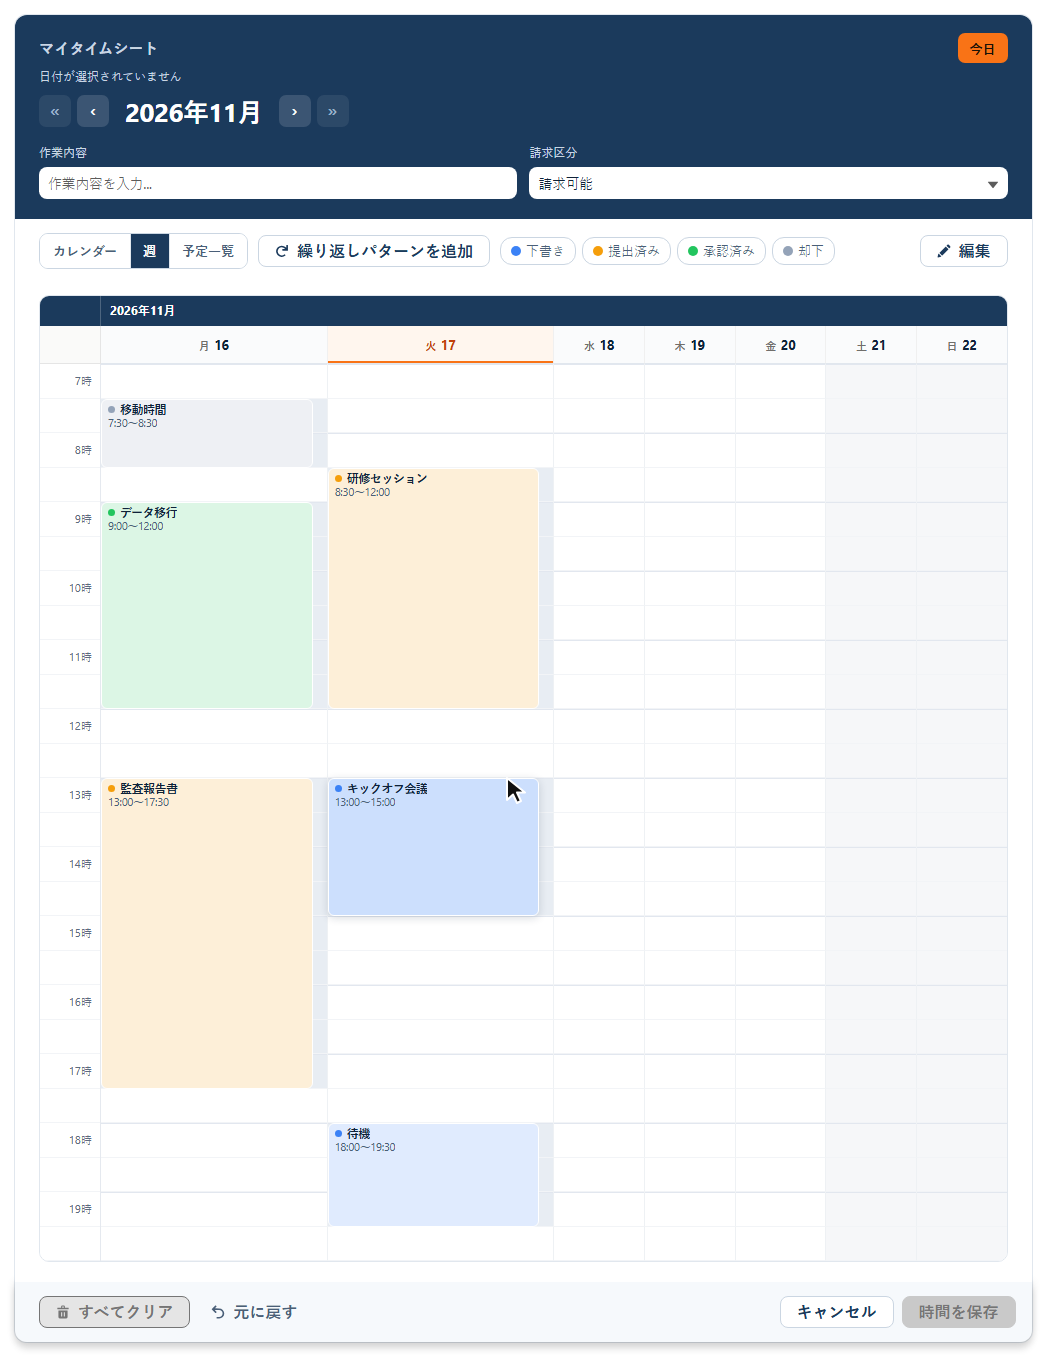 マイタイムシート
今日
日付が選択されていません
« ‹ 2026年11月 › »
作業内容
請求区分
作業内容を入力...
請求可能
カレンダー
週
予定一覧
繰り返しパターンを追加
下書き
提出済み
承認済み
却下
編集
2026年11月
月 16
火 17
水 18
木 19
金 20
土 21
日 22
7時
移動時間
7:30〜8:30
8時
研修セッション
8:30〜12:00
9時
データ移行
9:00〜12:00
10時
11時
12時
13時
監査報告書
13:00〜17:30
キックオフ会議
13:00〜15:00
14時
15時
16時
17時
18時
待機
18:00〜19:30
19時
すべてクリア
元に戻す
キャンセル
時間を保存